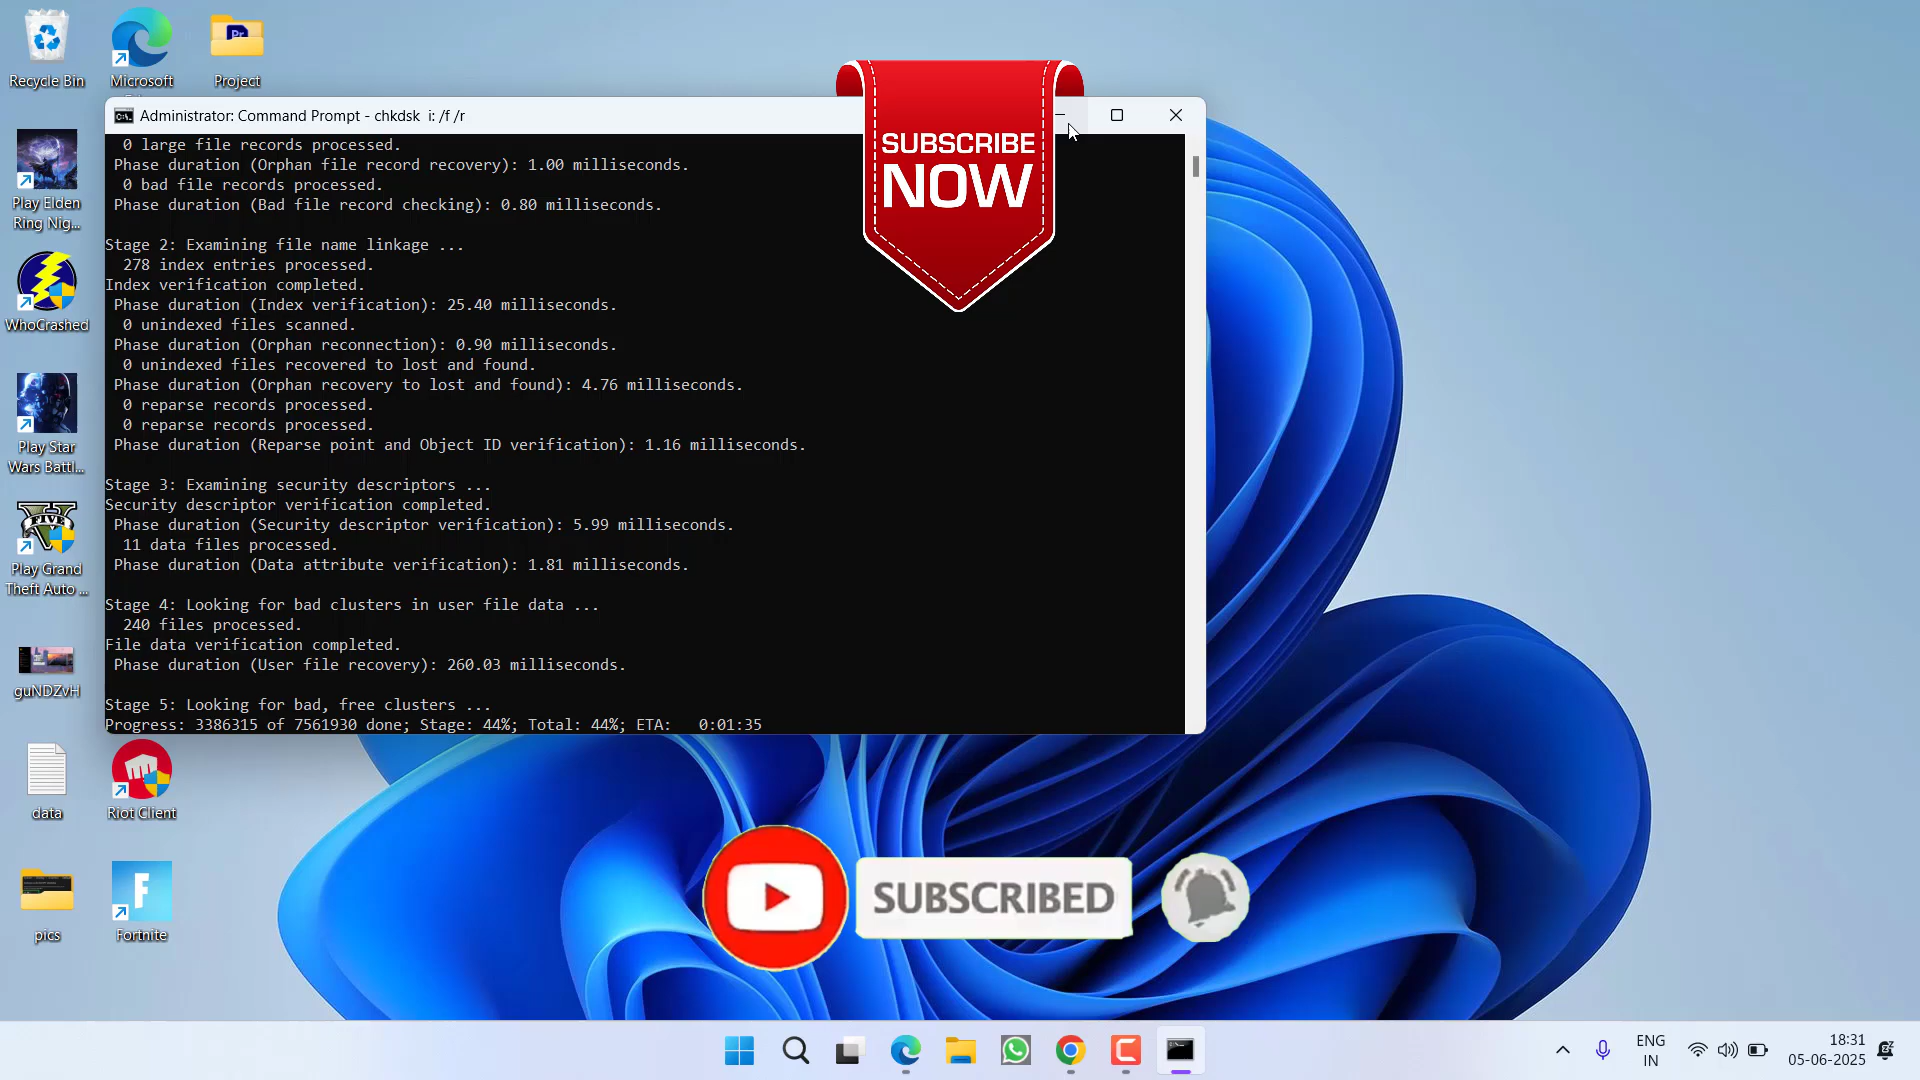 Recycle Bin
Microsoft
Pr
Project
Administrator: Command Prompt - chkdsk  i: /f /r
SUBSCRIBE
NOW
0 large file records processed.
Phase duration (Orphan file record recovery): 1.00 milliseconds.
0 bad file records processed.
Phase duration (Bad file record checking): 0.80 milliseconds.
Stage 2: Examining file name linkage ...
278 index entries processed.
Index verification completed.
Phase duration (Index verification): 25.40 milliseconds.
0 unindexed files scanned.
Phase duration (Orphan reconnection): 0.90 milliseconds.
0 unindexed files recovered to lost and found.
Phase duration (Orphan recovery to lost and found): 4.76 milliseconds.
0 reparse records processed.
0 reparse records processed.
Phase duration (Reparse point and Object ID verification): 1.16 milliseconds.
Stage 3: Examining security descriptors ...
Security descriptor verification completed.
Phase duration (Security descriptor verification): 5.99 milliseconds.
11 data files processed.
Phase duration (Data attribute verification): 1.81 milliseconds.
Stage 4: Looking for bad clusters in user file data ...
240 files processed.
File data verification completed.
Phase duration (User file recovery): 260.03 milliseconds.
Stage 5: Looking for bad, free clusters ...
Progress: 3386315 of 7561930 done; Stage: 44%; Total: 44%; ETA:   0:01:35
Play Elden
Ring Nig...
WhoCrashed
Play Star
Wars Battl...
FIVE
Play Grand
Theft Auto ...
guNDZvH
data
Riot Client
pics
F
Fortnite
SUBSCRIBED
ENG
IN
18:31
05-06-2025